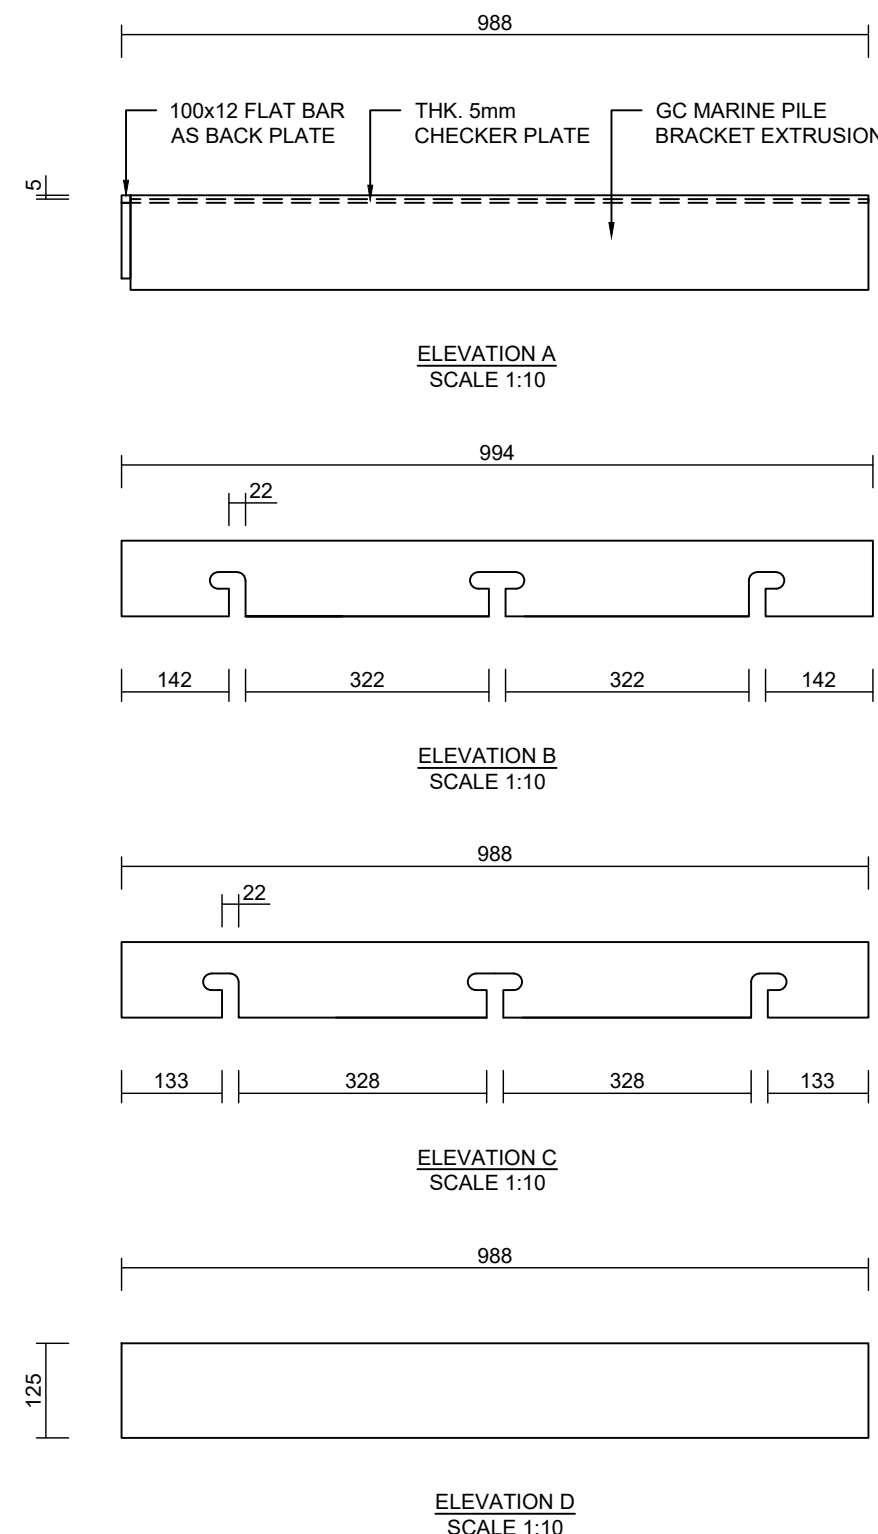 988
100x12 FLAT BAR
AS BACK PLATE
THK. 5mm
CHECKER PLATE
GC MARINE PILE
BRACKET EXTRUSION
5
ELEVATION A
SCALE 1:10
994
22
142
322
322
142
ELEVATION B
SCALE 1:10
988
22
133
328
328
133
ELEVATION C
SCALE 1:10
988
125
ELEVATION D
SCALE 1:10